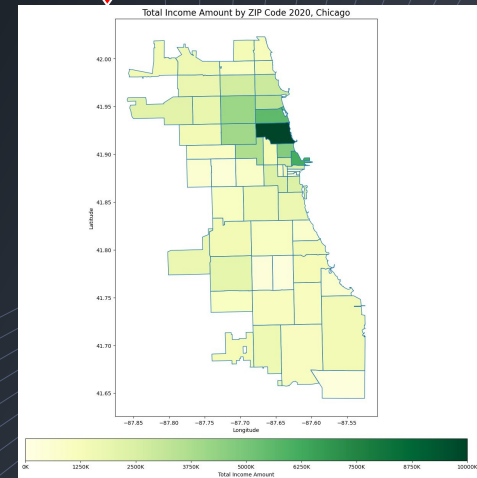 Total Income Amount by ZIP Code 2020, Chicago
42.00
41.95
41.90
41.85
41.80
41.75
41.70
41.65
Latitude
−87.85 −87.80 −87.75 −87.70 −87.65 −87.60 −87.55
Longitude
0K 1250K 2500K 3750K 5000K 6250K 7500K 8750K 10000K
Total Income Amount